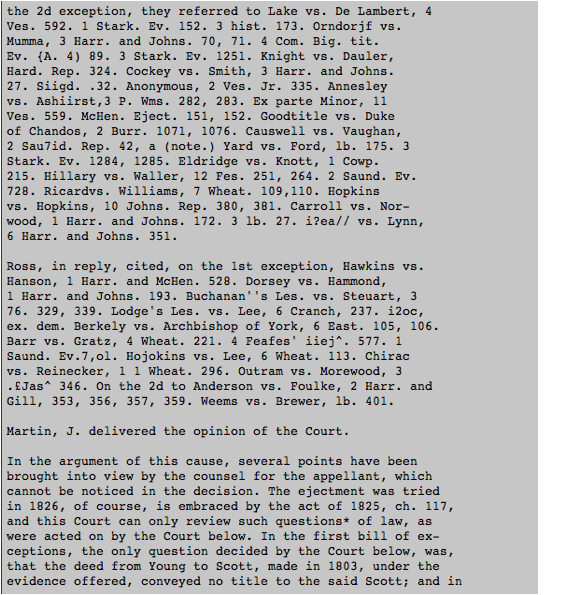 the 2d exception, they referred to Lake vs. De Lambert, 4
Ves. 592. 1 Stark. Ev. 152. 3 hist. 173. Orndorjf vs.
Mumma, 3 Harr. and Johns. 70, 71. 4 Com. Big. tit.
Ev. {A. 4) 89. 3 Stark. Ev. 1251. Knight vs. Dauler,
Hard. Rep. 324. Cockey vs. Smith, 3 Harr. and Johns.
27. Siigd. .32. Anonymous, 2 Ves. Jr. 335. Annesley
vs. Ashiirst,3 P. Wms. 282, 283. Ex parte Minor, 11
Ves. 559. McHen. Eject. 151, 152. Goodtitle vs. Duke
of Chandos, 2 Burr. 1071, 1076. Causwell vs. Vaughan,
2 Sau7id. Rep. 42, a (note.) Yard vs. Ford, lb. 175. 3
Stark. Ev. 1284, 1285. Eldridge vs. Knott, 1 Cowp.
215. Hillary vs. Waller, 12 Fes. 251, 264. 2 Saund. Ev.
728. Ricardvs. Williams, 7 Wheat. 109,110. Hopkins
vs. Hopkins, 10 Johns. Rep. 380, 381. Carroll vs. Nor-
wood, 1 Harr. and Johns. 172. 3 lb. 27. i?ea// vs. Lynn,
6 Harr. and Johns. 351.

Ross, in reply, cited, on the 1st exception, Hawkins vs.
Hanson, 1 Harr. and McHen. 528. Dorsey vs. Hammond,
1 Harr. and Johns. 193. Buchanan''s Les. vs. Steuart, 3
76. 329, 339. Lodge's Les. vs. Lee, 6 Cranch, 237. i2oc,
ex. dem. Berkely vs. Archbishop of York, 6 East. 105, 106.
Barr vs. Gratz, 4 Wheat. 221. 4 Feafes' iiej^. 577. 1
Saund. Ev.7,ol. Hojokins vs. Lee, 6 Wheat. 113. Chirac
vs. Reinecker, 1 1 Wheat. 296. Outram vs. Morewood, 3
.£Jas^ 346. On the 2d to Anderson vs. Foulke, 2 Harr. and
Gill, 353, 356, 357, 359. Weems vs. Brewer, lb. 401.

Martin, J. delivered the opinion of the Court.

In the argument of this cause, several points have been
brought into view by the counsel for the appellant, which
cannot be noticed in the decision. The ejectment was tried
in 1826, of course, is embraced by the act of 1825, ch. 117,
and this Court can only review such questions* of law, as
were acted on by the Court below. In the first bill of ex-
ceptions, the only question decided by the Court below, was,
that the deed from Young to Scott, made in 1803, under the
evidence offered, conveyed no title to the said Scott; and in